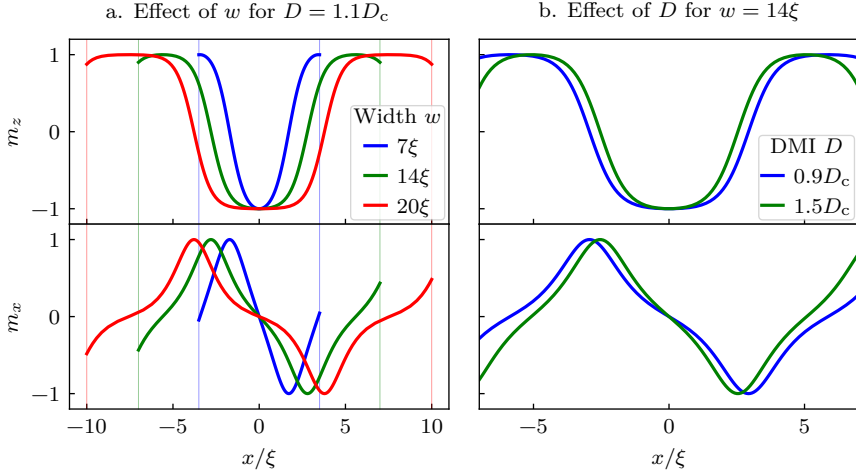 a. Effect of w for D = 1.1D_c
b. Effect of D for w = 14ξ
1
0
−1
m_z
Width w
7ξ
14ξ
20ξ
DMI D
0.9D_c
1.5D_c
1
0
−1
m_x
−10 −5 0 5 10
−5 0 5
x/ξ
x/ξ